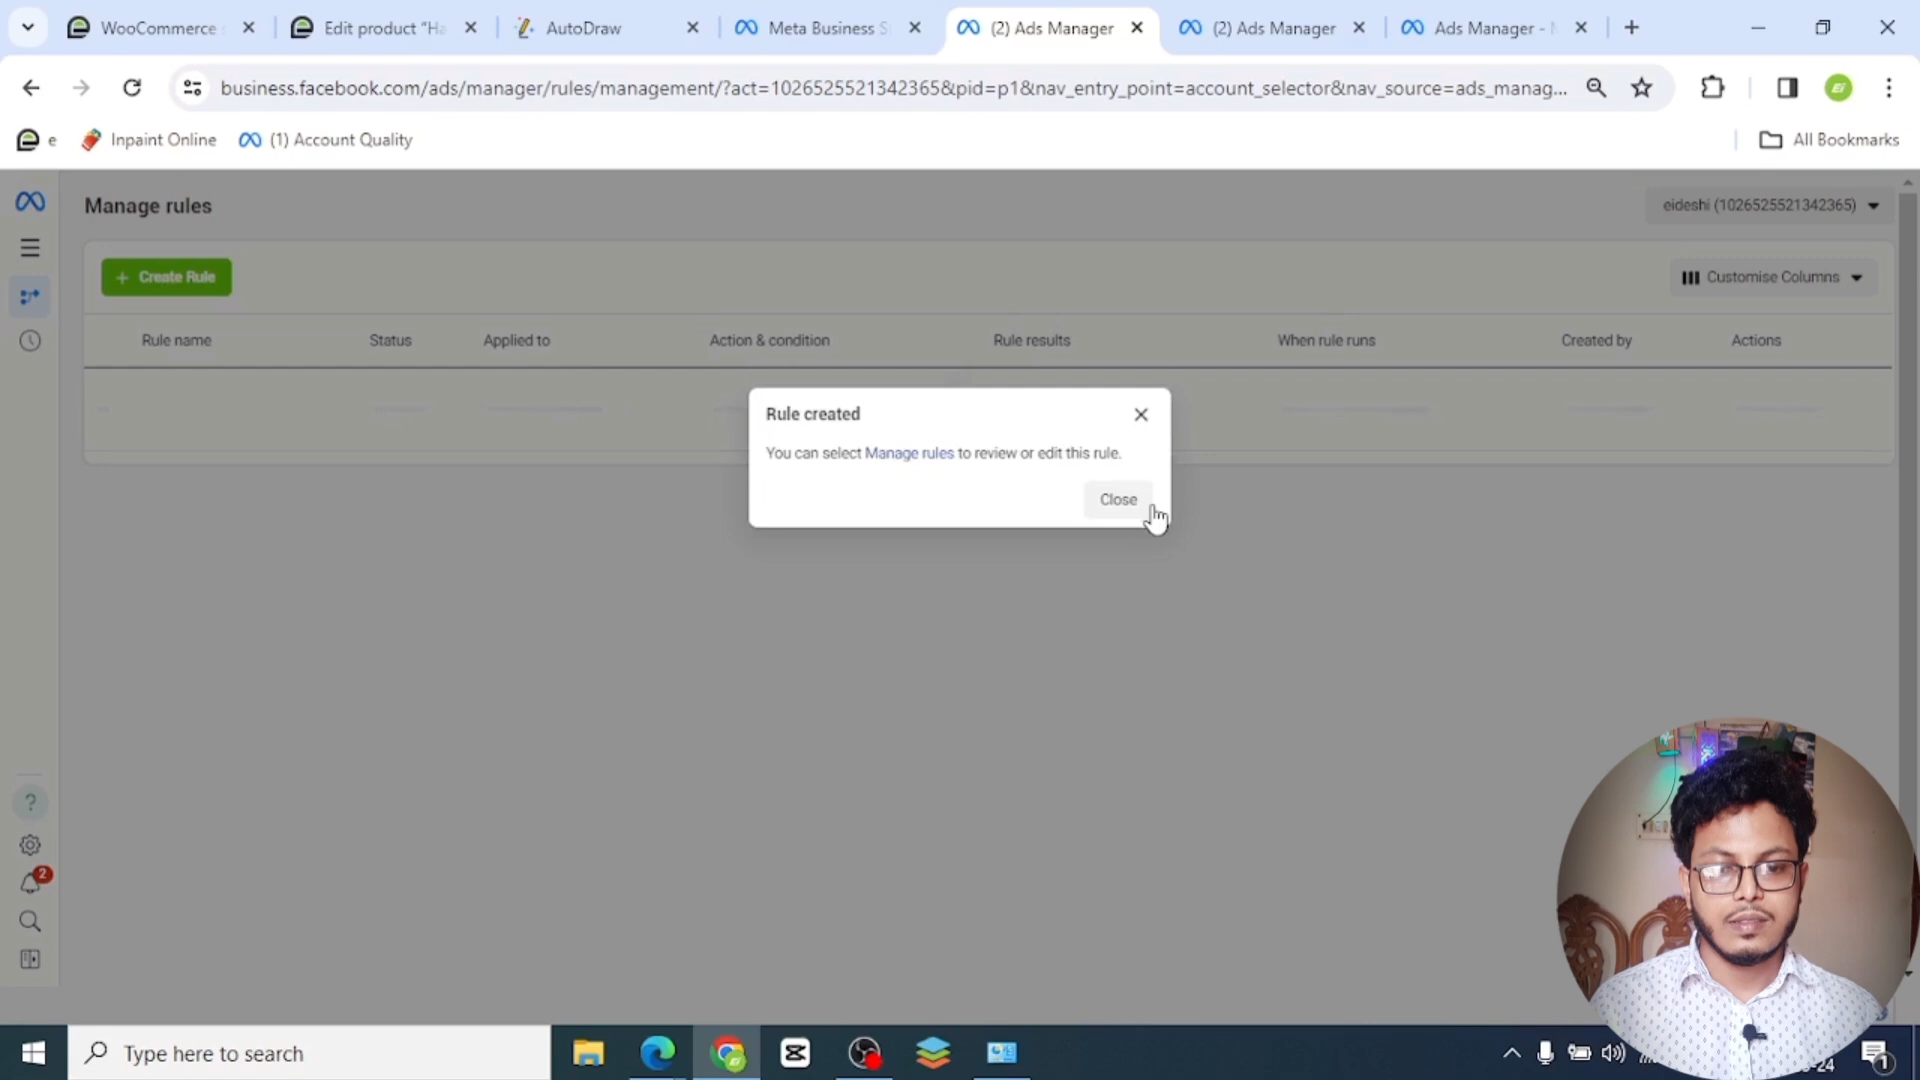 WooCommerce
Edit product "Ha
AutoDraw
Meta Business S
(2) Ads Manager
(2) Ads Manager
Ads Manager -
business.facebook.com/ads/manager/rules/management/?act=1026525521342365&pid=p1&nav_entry_point=account_selector&nav_source=ads_manag...
Ei
e
Inpaint Online
(1) Account Quality
All Bookmarks
Manage rules
eideshi (1026525521342365)
+ Create Rule
Customise Columns
Rule name
Status
Applied to
Action & condition
Rule results
When rule runs
Created by
Actions
Rule created
You can select Manage rules to review or edit this rule.
Close
?
2
Type here to search
-24
1